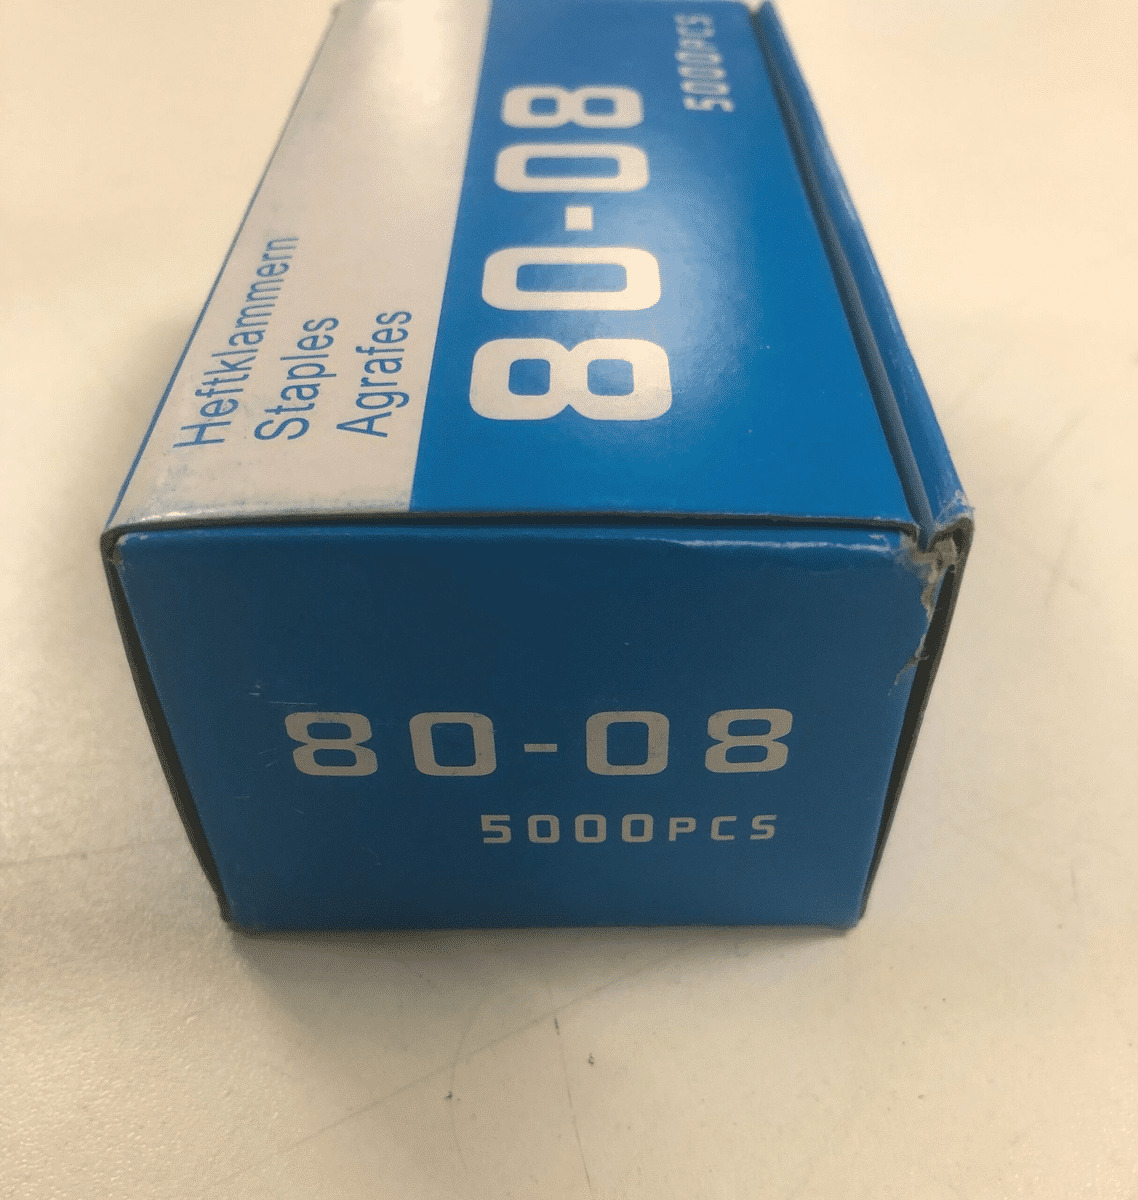 Heftklammern
Staples
Agrafes
80-08
5000PCS
80-08
5000PCS